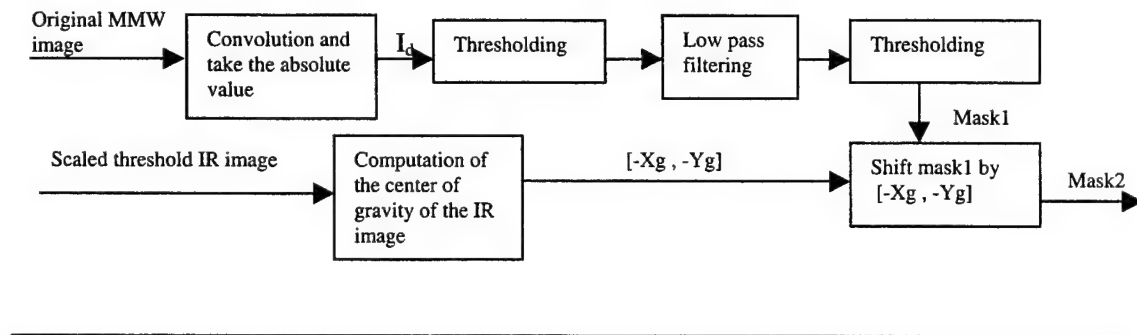 Original MMW
image
Convolution and
take the absolute
value
Id
Thresholding
Low pass
filtering
Thresholding
Mask1
Scaled threshold IR image
Computation of
the center of
gravity of the IR
image
[-Xg , -Yg]
Shift mask1 by
[-Xg , -Yg]
Mask2